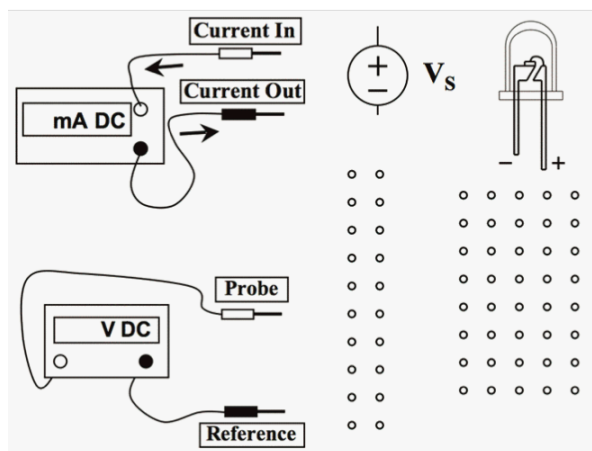 Current In
Current Out
mA DC
+
−
Vs
− +
Probe
V DC
Reference